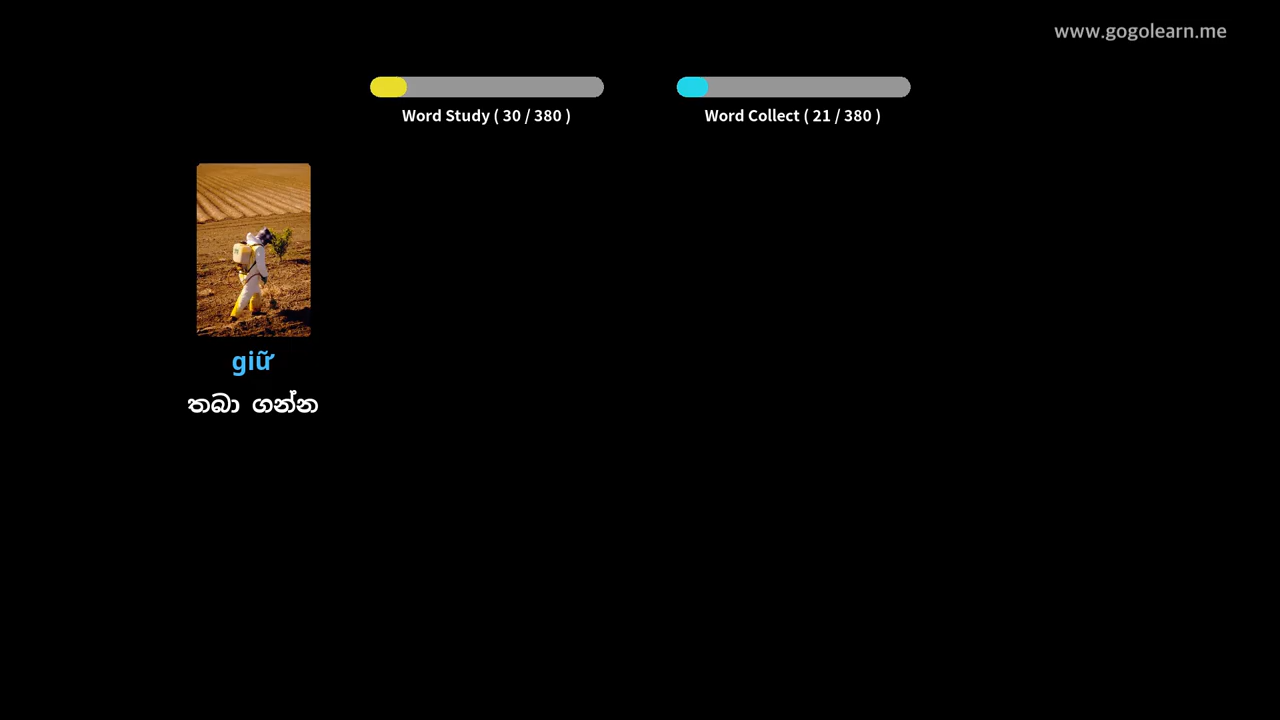 www.gogolearn.me
Word Study ( 30 / 380 )
Word Collect ( 21 / 380 )
giữ
තබා ගන්න